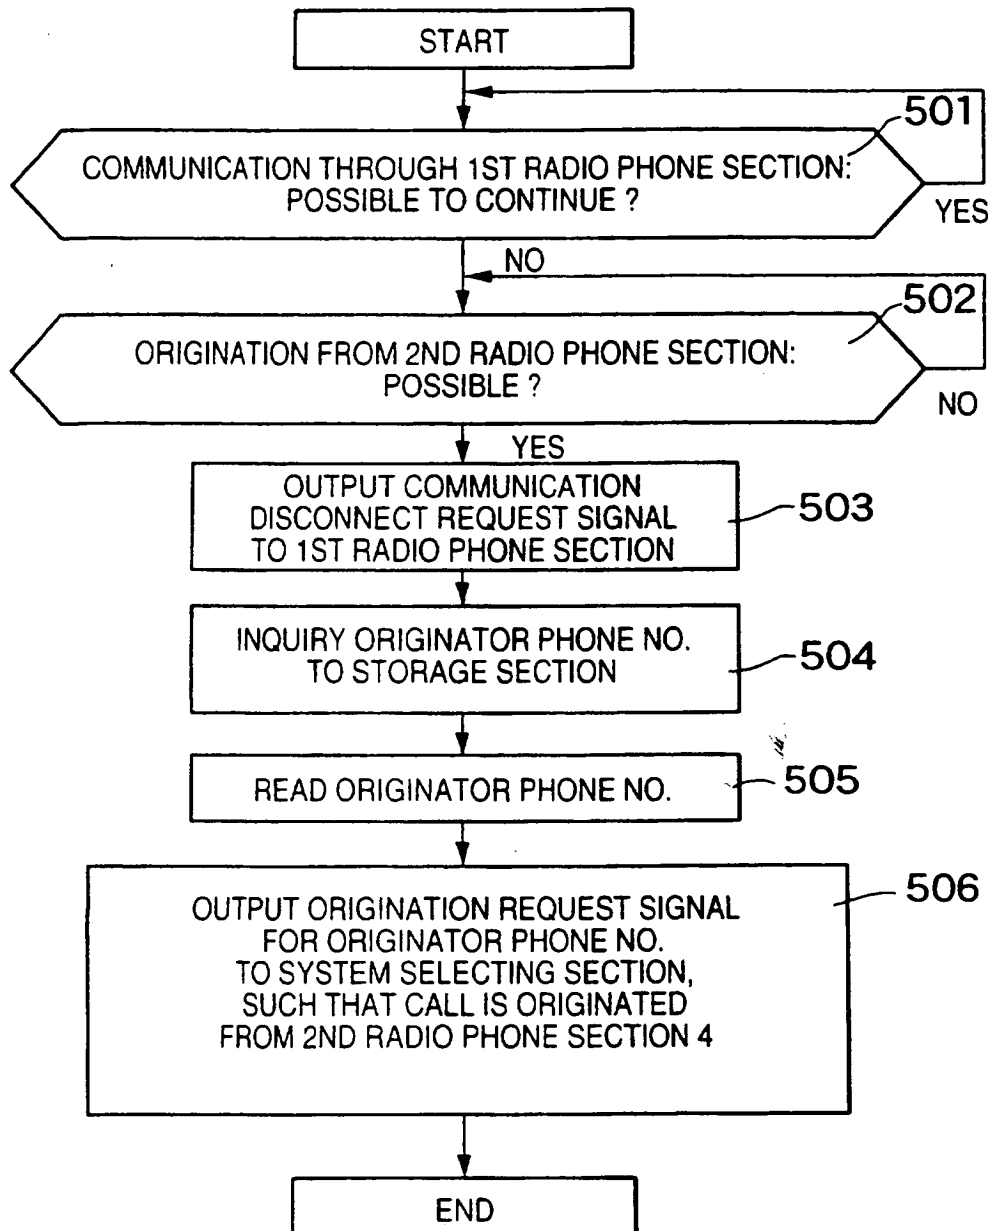 START
501
COMMUNICATION THROUGH 1ST RADIO PHONE SECTION:
POSSIBLE TO CONTINUE ?
YES
NO
502
ORIGINATION FROM 2ND RADIO PHONE SECTION:
POSSIBLE ?
NO
YES
OUTPUT COMMUNICATION
DISCONNECT REQUEST SIGNAL
TO 1ST RADIO PHONE SECTION
503
INQUIRY ORIGINATOR PHONE NO.
TO STORAGE SECTION
504
READ ORIGINATOR PHONE NO.
505
506
OUTPUT ORIGINATION REQUEST SIGNAL
FOR ORIGINATOR PHONE NO.
TO SYSTEM SELECTING SECTION,
SUCH THAT CALL IS ORIGINATED
FROM 2ND RADIO PHONE SECTION 4
END